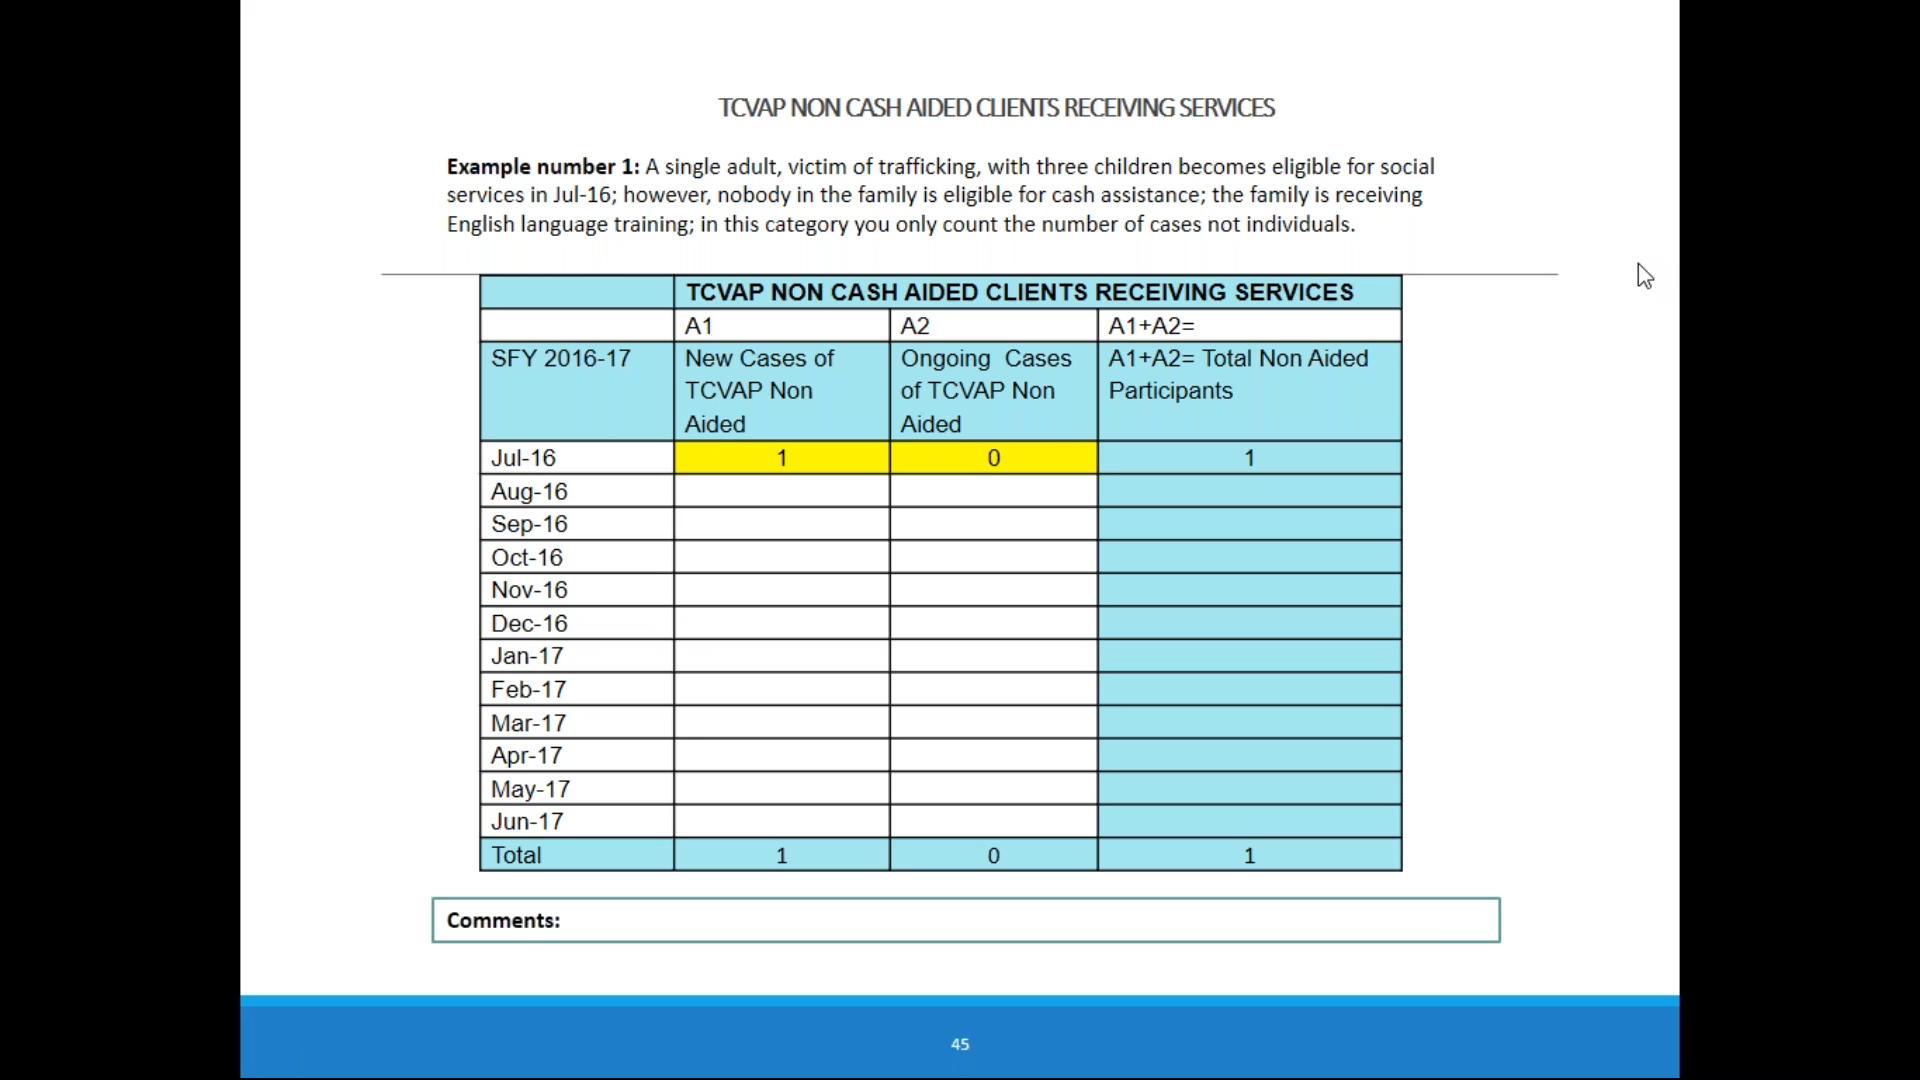 TCVAP NON CASH AIDED CLIENTS RECEIVING SERVICES
Example number 1: A single adult, victim of trafficking, with three children becomes eligible for social
services in Jul-16; however, nobody in the family is eligible for cash assistance; the family is receiving
English language training; in this category you only count the number of cases not individuals.
TCVAP NON CASH AIDED CLIENTS RECEIVING SERVICES
A1 A2 A1+A2=
SFY 2016-17 New Cases of Ongoing Cases A1+A2= Total Non Aided
TCVAP Non of TCVAP Non Participants
Aided Aided
Jul-16 1 0 1
Aug-16
Sep-16
Oct-16
Nov-16
Dec-16
Jan-17
Feb-17
Mar-17
Apr-17
May-17
Jun-17
Total 1 0 1
Comments:
45